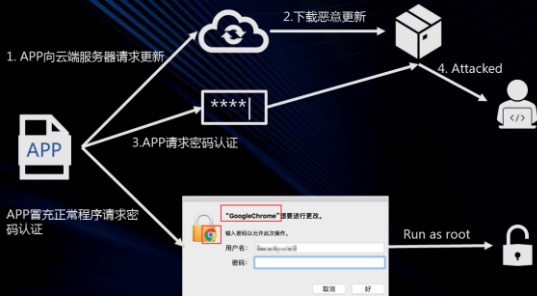 2.下载恶意更新
1. APP向云端服务器请求更新
****|
4. Attacked
3.APP请求密码认证
APP
APP冒充正常程序请求密
码认证
“GoogleChrome”想要进行更改。
输入密码以允许此次操作。
用户名:
密码:
取消
好
Run as root